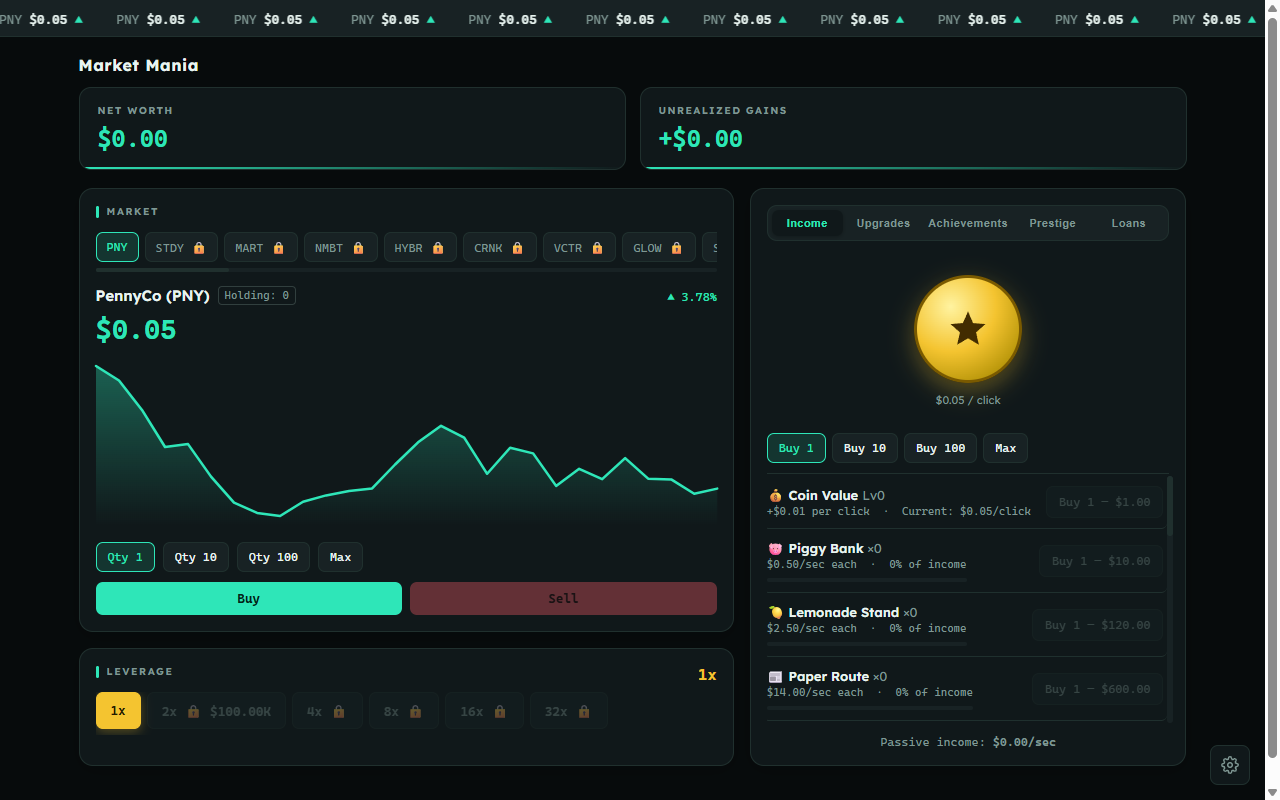 PNY $0.05 ▲ PNY $0.05 ▲ PNY $0.05 ▲ PNY $0.05 ▲ PNY $0.05 ▲ PNY $0.05 ▲ PNY $0.05 ▲ PNY $0.05 ▲ PNY $0.05 ▲ PNY $0.05 ▲ PNY $0.05 ▲
Market Mania
NET WORTH
$0.00
UNREALIZED GAINS
+$0.00
MARKET
PNY STDY 🔒 MART 🔒 NMBT 🔒 HYBR 🔒 CRNK 🔒 VCTR 🔒 GLOW 🔒
PennyCo (PNY) Holding: 0 ▲ 3.78%
$0.05
Qty 1 Qty 10 Qty 100 Max
Buy Sell
LEVERAGE 1x
1x 2x 🔒 $100.00K 4x 🔒 8x 🔒 16x 🔒 32x 🔒
Income Upgrades Achievements Prestige Loans
$0.05 / click
Buy 1 Buy 10 Buy 100 Max
Coin Value Lv0
+$0.01 per click · Current: $0.05/click
Buy 1 — $1.00
Piggy Bank ×0
$0.50/sec each · 0% of income
Buy 1 — $10.00
Lemonade Stand ×0
$2.50/sec each · 0% of income
Buy 1 — $120.00
Paper Route ×0
$14.00/sec each · 0% of income
Buy 1 — $600.00
Passive income: $0.00/sec